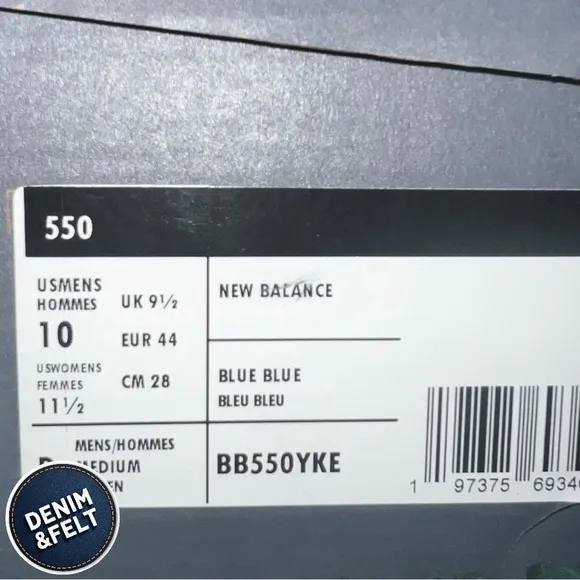 550
USMENS
HOMMES
10
USWOMENS
FEMMES
11½
UK 9½
EUR 44
CM 28
NEW BALANCE
BLUE BLUE
BLEU BLEU
MENS/HOMMES
MEDIUM
BB550YKE
1 97375 6934
DENIM
&FELT